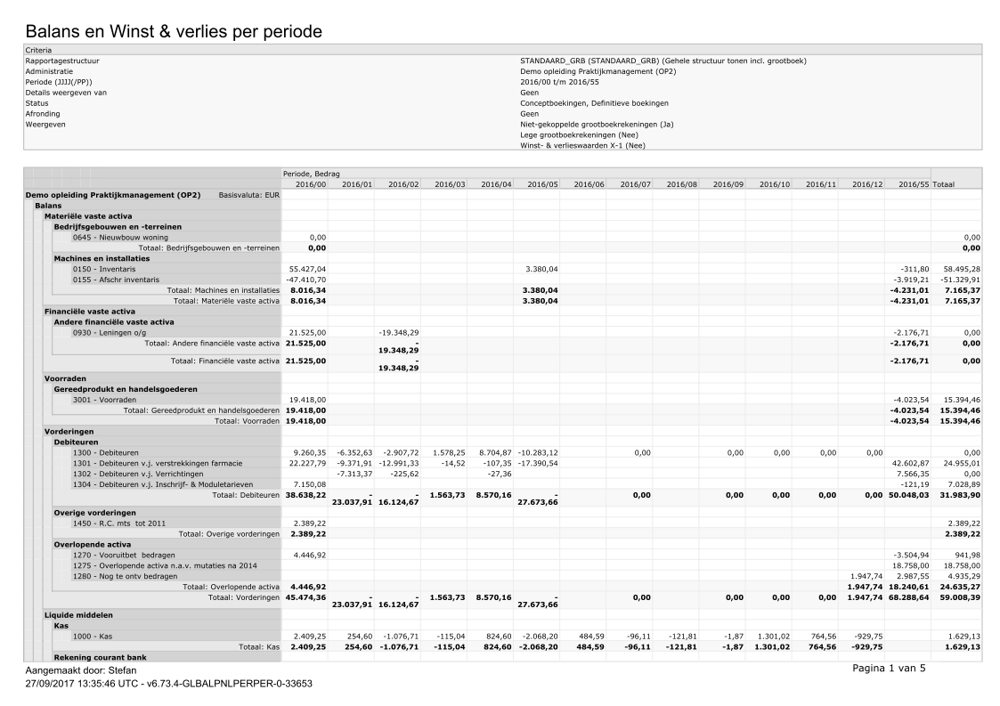 Balans en Winst & verlies per periode
Criteria
Rapportagestructuur STANDAARD_GRB (STANDAARD_GRB) (Gehele structuur tonen incl. grootboek)
Administratie Demo opleiding Praktijkmanagement (OP2)
Periode (JJJJ(/PP)) 2016/00 t/m 2016/55
Details weergeven van Geen
Status Conceptboekingen, Definitieve boekingen
Afronding Geen
Weergeven Niet-gekoppelde grootboekrekeningen (Ja)
Lege grootboekrekeningen (Nee)
Winst- & verlieswaarden X-1 (Nee)
Periode, Bedrag
2016/00 2016/01 2016/02 2016/03 2016/04 2016/05 2016/06 2016/07 2016/08 2016/09 2016/10 2016/11 2016/12 2016/55 Totaal
Demo opleiding Praktijkmanagement (OP2) Basisvaluta: EUR
Balans
Materiële vaste activa
Bedrijfsgebouwen en -terreinen
0645 - Nieuwbouw woning 0,00 0,00
Totaal: Bedrijfsgebouwen en -terreinen 0,00 0,00
Machines en installaties
0150 - Inventaris 55.427,04 3.380,04 -311,80 58.495,28
0155 - Afschr inventaris -47.410,70 -3.919,21 -51.329,91
Totaal: Machines en installaties 8.016,34 3.380,04 -4.231,01 7.165,37
Totaal: Materiële vaste activa 8.016,34 3.380,04 -4.231,01 7.165,37
Financiële vaste activa
Andere financiële vaste activa
0930 - Leningen o/g 21.525,00 -19.348,29 -2.176,71 0,00
Totaal: Andere financiële vaste activa 21.525,00 - -2.176,71 0,00
19.348,29
Totaal: Financiële vaste activa 21.525,00 - -2.176,71 0,00
19.348,29
Voorraden
Gereedprodukt en handelsgoederen
3001 - Voorraden 19.418,00 -4.023,54 15.394,46
Totaal: Gereedprodukt en handelsgoederen 19.418,00 -4.023,54 15.394,46
Totaal: Voorraden 19.418,00 -4.023,54 15.394,46
Vorderingen
Debiteuren
1300 - Debiteuren 9.260,35 -6.352,63 -2.907,72 1.578,25 8.704,87 -10.283,12 0,00 0,00 0,00 0,00 0,00 0,00
1301 - Debiteuren v.j. verstrekkingen farmacie 22.227,79 -9.371,91 -12.991,33 -14,52 -107,35 -17.390,54 42.602,87 24.955,01
1302 - Debiteuren v.j. Verrichtingen -7.313,37 -225,62 -27,36 7.566,35 0,00
1304 - Debiteuren v.j. Inschrijf- & Moduletarieven 7.150,08 -121,19 7.028,89
Totaal: Debiteuren 38.638,22 - - 1.563,73 8.570,16 - 0,00 0,00 0,00 0,00 0,00 50.048,03 31.983,90
23.037,91 16.124,67 27.673,66
Overige vorderingen
1450 - R.C. mts tot 2011 2.389,22 2.389,22
Totaal: Overige vorderingen 2.389,22 2.389,22
Overlopende activa
1270 - Vooruitbet bedragen 4.446,92 -3.504,94 941,98
1275 - Overlopende activa n.a.v. mutaties na 2014 18.758,00 18.758,00
1280 - Nog te ontv bedragen 1.947,74 2.987,55 4.935,29
Totaal: Overlopende activa 4.446,92 1.947,74 18.240,61 24.635,27
Totaal: Vorderingen 45.474,36 - - 1.563,73 8.570,16 - 0,00 0,00 0,00 0,00 1.947,74 68.288,64 59.008,39
23.037,91 16.124,67 27.673,66
Liquide middelen
Kas
1000 - Kas 2.409,25 254,60 -1.076,71 -115,04 824,60 -2.068,20 484,59 -96,11 -121,81 -1,87 1.301,02 764,56 -929,75 1.629,13
Totaal: Kas 2.409,25 254,60 -1.076,71 -115,04 824,60 -2.068,20 484,59 -96,11 -121,81 -1,87 1.301,02 764,56 -929,75 1.629,13
Rekening courant bank
Aangemaakt door: Stefan
Pagina 1 van 5
27/09/2017 13:35:46 UTC - v6.73.4-GLBALPNLPERPER-0-33653